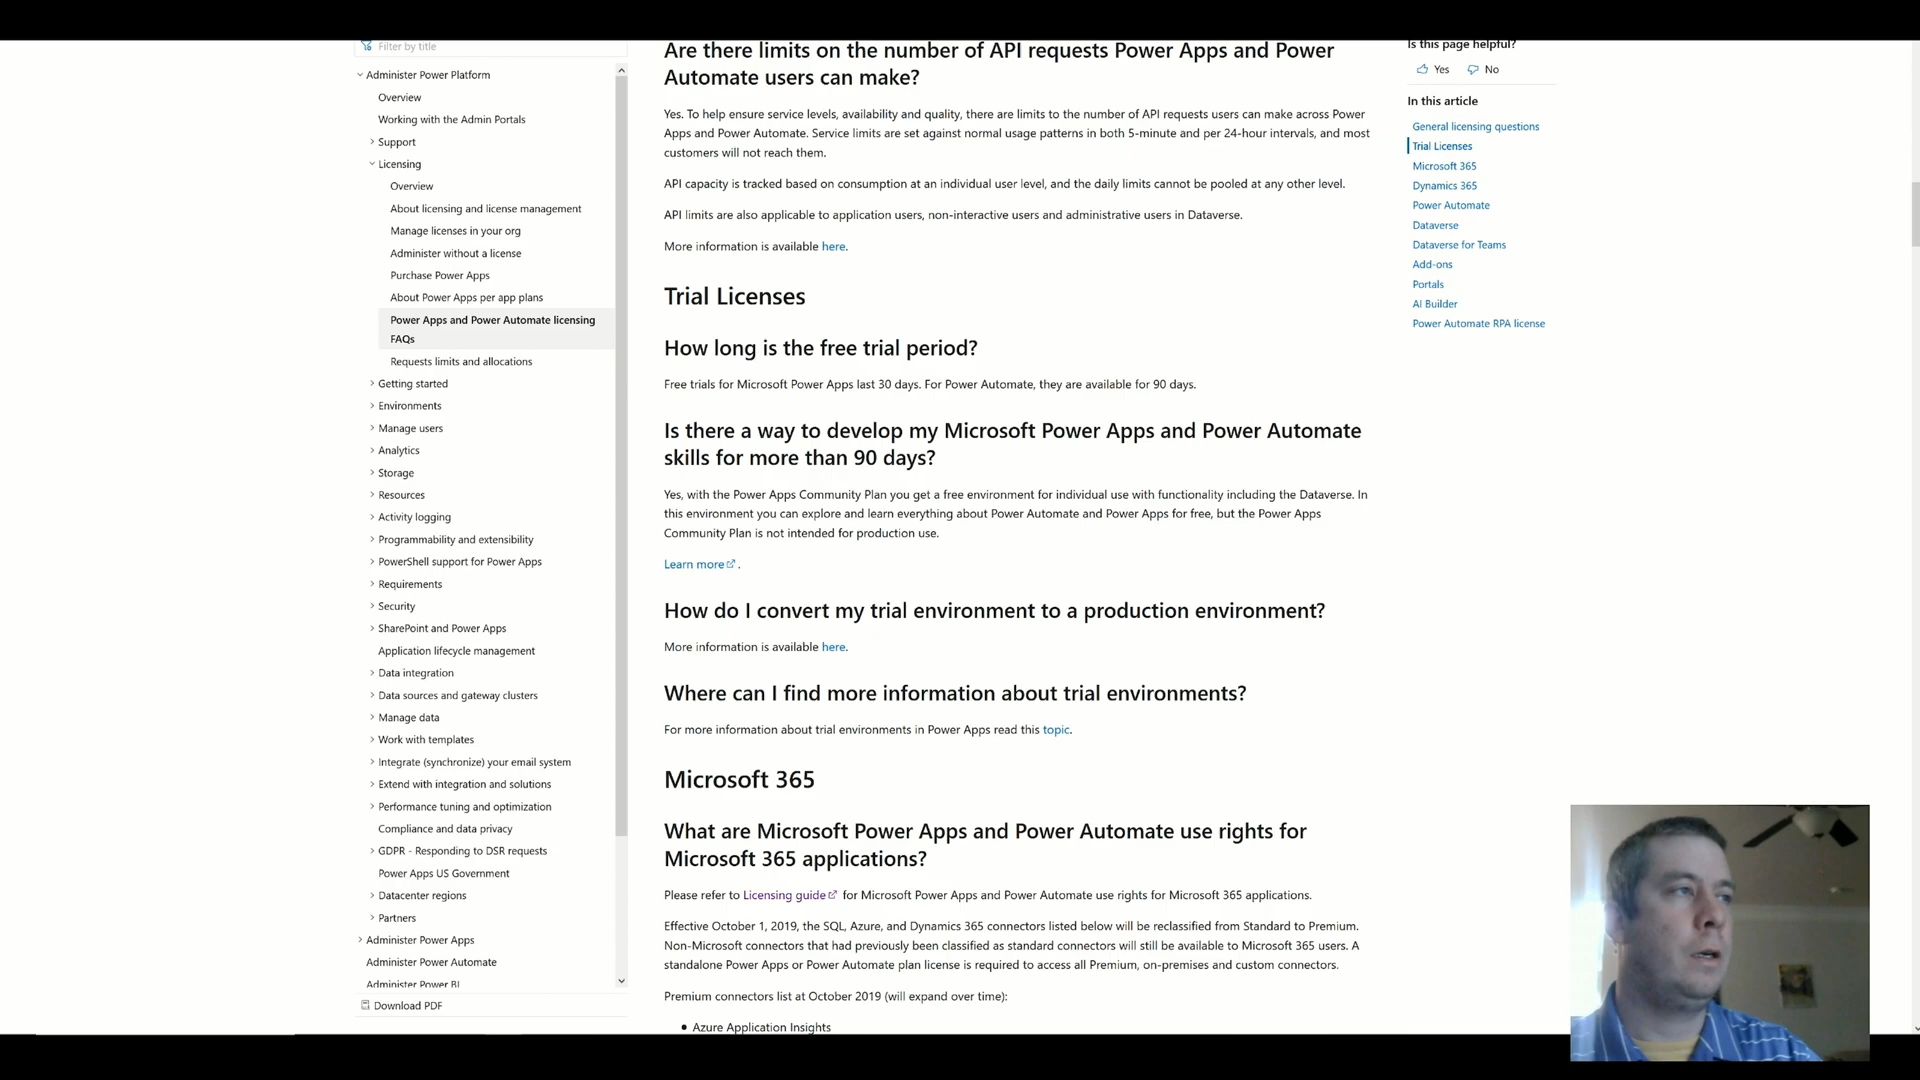 Filter by title
Administer Power Platform
Overview
Working with the Admin Portals
Support
Licensing
Overview
About licensing and license management
Manage licenses in your org
Administer without a license
Purchase Power Apps
About Power Apps per app plans
Power Apps and Power Automate licensing
FAQs
Requests limits and allocations
Getting started
Environments
Manage users
Analytics
Storage
Resources
Activity logging
Programmability and extensibility
PowerShell support for Power Apps
Requirements
Security
SharePoint and Power Apps
Application lifecycle management
Data integration
Data sources and gateway clusters
Manage data
Work with templates
Integrate (synchronize) your email system
Extend with integration and solutions
Performance tuning and optimization
Compliance and data privacy
GDPR - Responding to DSR requests
Power Apps US Government
Datacenter regions
Partners
Administer Power Apps
Administer Power Automate
Administer Power BI
Download PDF
Are there limits on the number of API requests Power Apps and Power
Automate users can make?
Yes. To help ensure service levels, availability and quality, there are limits to the number of API requests users can make across Power
Apps and Power Automate. Service limits are set against normal usage patterns in both 5-minute and per 24-hour intervals, and most
customers will not reach them.
API capacity is tracked based on consumption at an individual user level, and the daily limits cannot be pooled at any other level.
API limits are also applicable to application users, non-interactive users and administrative users in Dataverse.
More information is available here.
Trial Licenses
How long is the free trial period?
Free trials for Microsoft Power Apps last 30 days. For Power Automate, they are available for 90 days.
Is there a way to develop my Microsoft Power Apps and Power Automate
skills for more than 90 days?
Yes, with the Power Apps Community Plan you get a free environment for individual use with functionality including the Dataverse. In
this environment you can explore and learn everything about Power Automate and Power Apps for free, but the Power Apps
Community Plan is not intended for production use.
Learn more .
How do I convert my trial environment to a production environment?
More information is available here.
Where can I find more information about trial environments?
For more information about trial environments in Power Apps read this topic.
Microsoft 365
What are Microsoft Power Apps and Power Automate use rights for
Microsoft 365 applications?
Please refer to Licensing guide for Microsoft Power Apps and Power Automate use rights for Microsoft 365 applications.
Effective October 1, 2019, the SQL, Azure, and Dynamics 365 connectors listed below will be reclassified from Standard to Premium.
Non-Microsoft connectors that had previously been classified as standard connectors will still be available to Microsoft 365 users. A
standalone Power Apps or Power Automate plan license is required to access all Premium, on-premises and custom connectors.
Premium connectors list at October 2019 (will expand over time):
• Azure Application Insights
Is this page helpful?
Yes No
In this article
General licensing questions
Trial Licenses
Microsoft 365
Dynamics 365
Power Automate
Dataverse
Dataverse for Teams
Add-ons
Portals
AI Builder
Power Automate RPA license